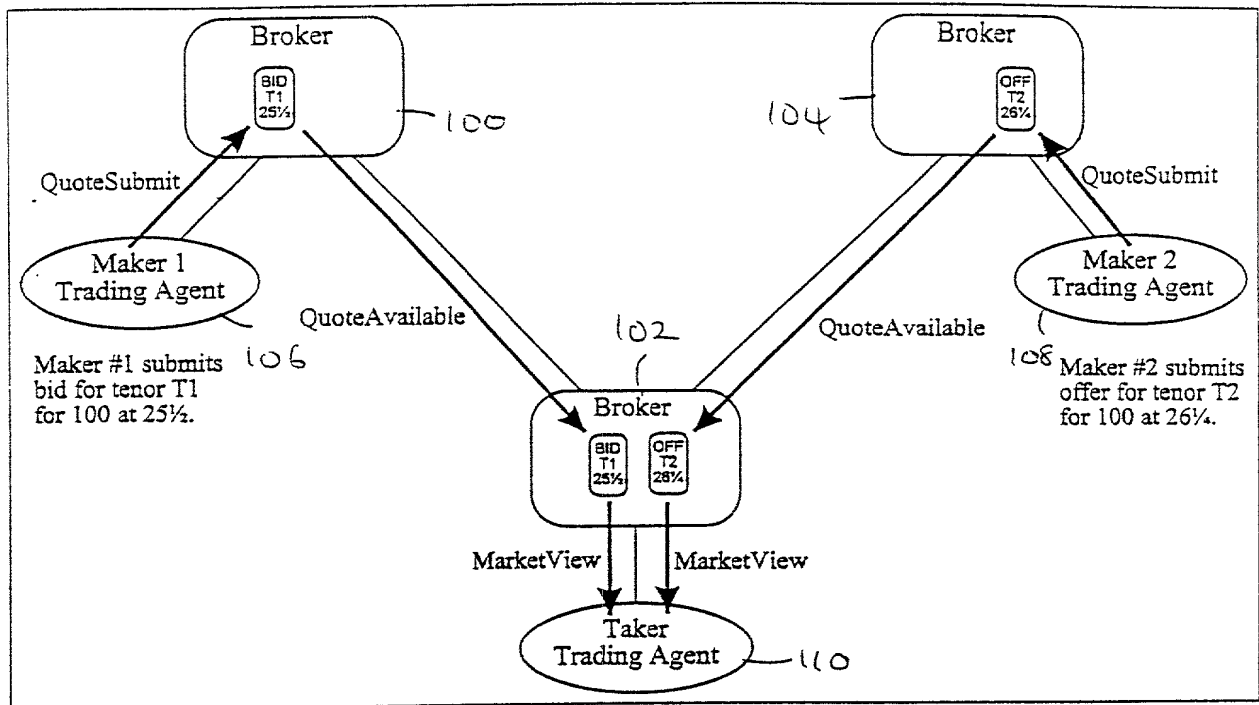 Broker
BID
T1
25½
100
QuoteSubmit
Maker 1
Trading Agent
106
Maker #1 submits
bid for tenor T1
for 100 at 25½.
QuoteAvailable
Broker
OFF
T2
26¼
104
QuoteSubmit
Maker 2
Trading Agent
108
Maker #2 submits
offer for tenor T2
for 100 at 26¼.
QuoteAvailable
102
Broker
BID
T1
25½
OFF
T2
26¼
MarketView
MarketView
Taker
Trading Agent
110